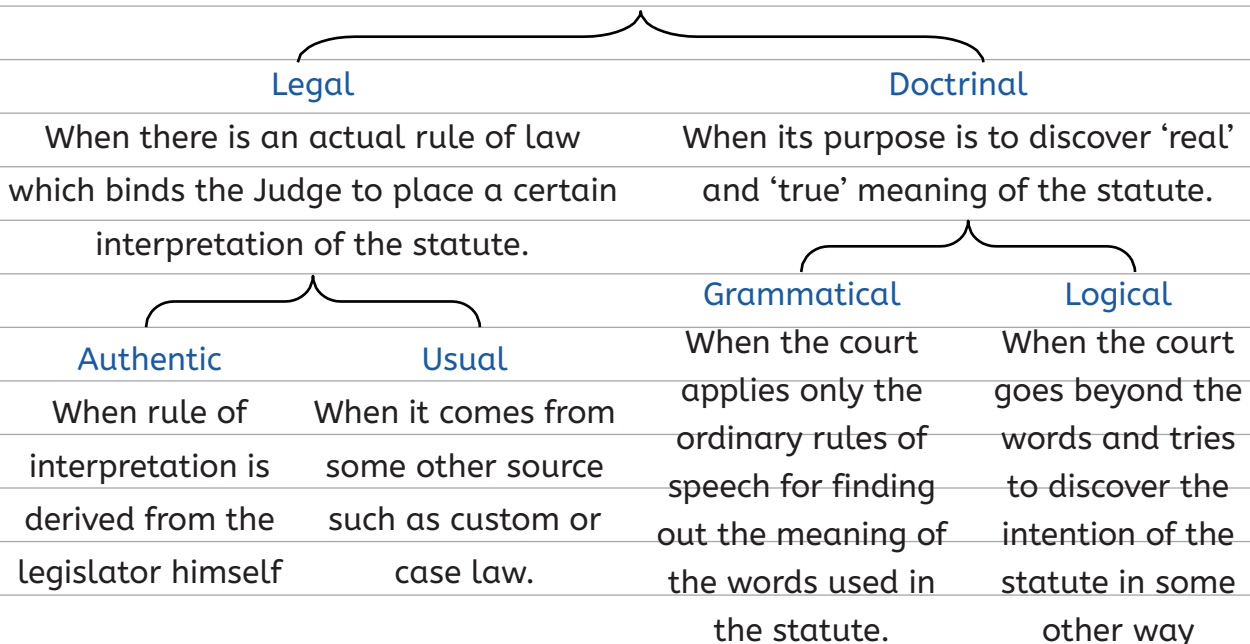 Legal
When there is an actual rule of law
which binds the Judge to place a certain
interpretation of the statute.
Authentic
When rule of
interpretation is
derived from the
legislator himself
Usual
When it comes from
some other source
such as custom or
case law.
Doctrinal
When its purpose is to discover ‘real’
and ‘true’ meaning of the statute.
Grammatical
When the court
applies only the
ordinary rules of
speech for finding
out the meaning of
the words used in
the statute.
Logical
When the court
goes beyond the
words and tries
to discover the
intention of the
statute in some
other way